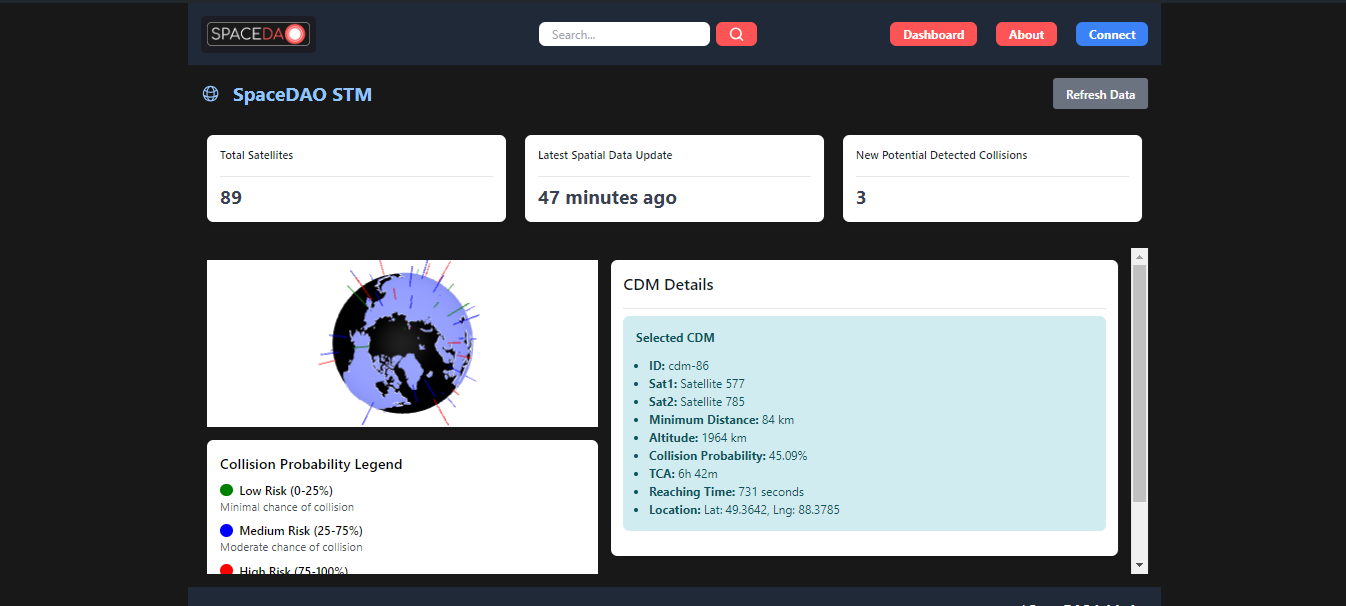 SPACEDAO
Search...
Dashboard
About
Connect
SpaceDAO STM
Refresh Data
Total Satellites
89
Latest Spatial Data Update
47 minutes ago
New Potential Detected Collisions
3
CDM Details
Selected CDM
ID: cdm-86
Sat1: Satellite 577
Sat2: Satellite 785
Minimum Distance: 84 km
Altitude: 1964 km
Collision Probability: 45.09%
TCA: 6h 42m
Reaching Time: 731 seconds
Location: Lat: 49.3642, Lng: 88.3785
Collision Probability Legend
Low Risk (0-25%)
Minimal chance of collision
Medium Risk (25-75%)
Moderate chance of collision
High Risk (75-100%)